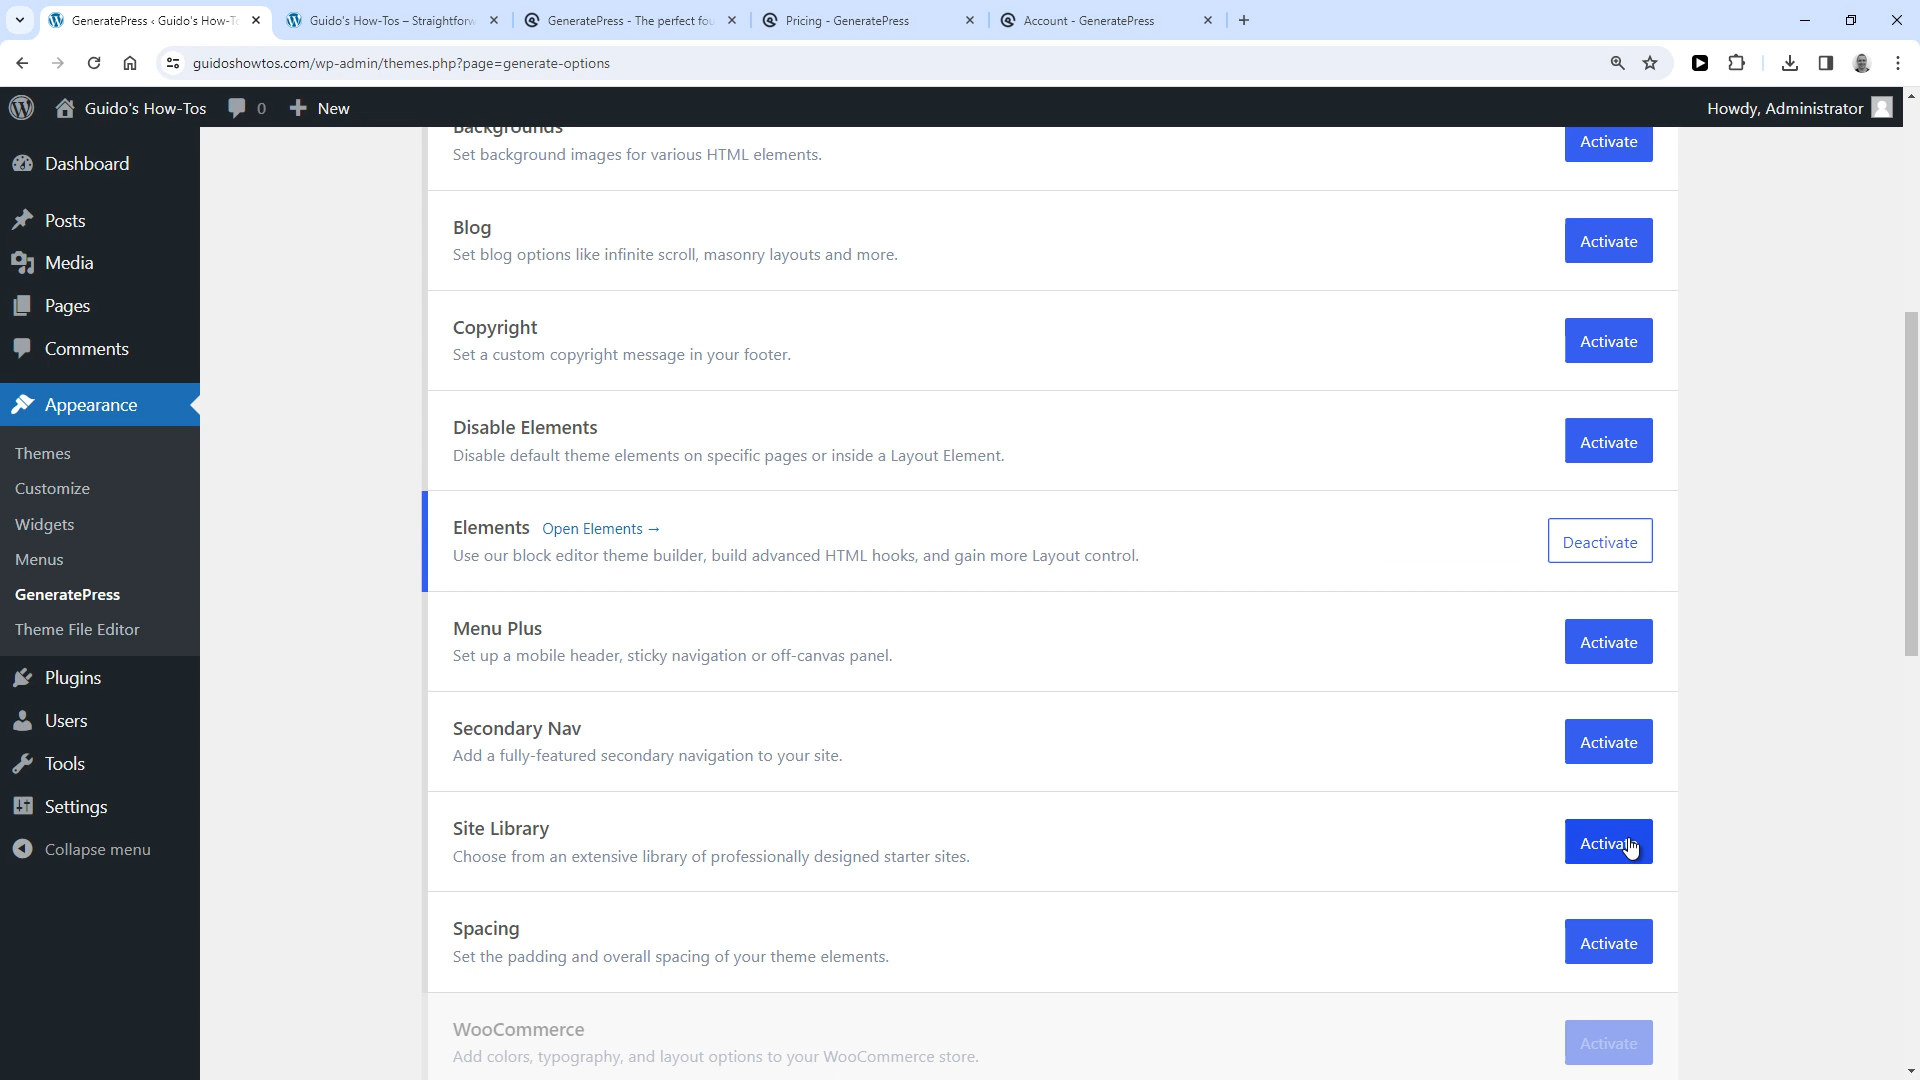 GeneratePress ‹ Guido's How-T
Guido's How-Tos – Straightforw
GeneratePress - The perfect fou
Pricing - GeneratePress
Account - GeneratePress
guidoshowtos.com/wp-admin/themes.php?page=generate-options
Guido's How-Tos
0
New
Howdy, Administrator
Dashboard
Posts
Media
Pages
Comments
Appearance
Themes
Customize
Widgets
Menus
GeneratePress
Theme File Editor
Plugins
Users
Tools
Settings
Collapse menu
Backgrounds
Set background images for various HTML elements.
Activate
Blog
Set blog options like infinite scroll, masonry layouts and more.
Activate
Copyright
Set a custom copyright message in your footer.
Activate
Disable Elements
Disable default theme elements on specific pages or inside a Layout Element.
Activate
Elements Open Elements →
Use our block editor theme builder, build advanced HTML hooks, and gain more Layout control.
Deactivate
Menu Plus
Set up a mobile header, sticky navigation or off-canvas panel.
Activate
Secondary Nav
Add a fully-featured secondary navigation to your site.
Activate
Site Library
Choose from an extensive library of professionally designed starter sites.
Activate
Spacing
Set the padding and overall spacing of your theme elements.
Activate
WooCommerce
Add colors, typography, and layout options to your WooCommerce store.
Activate